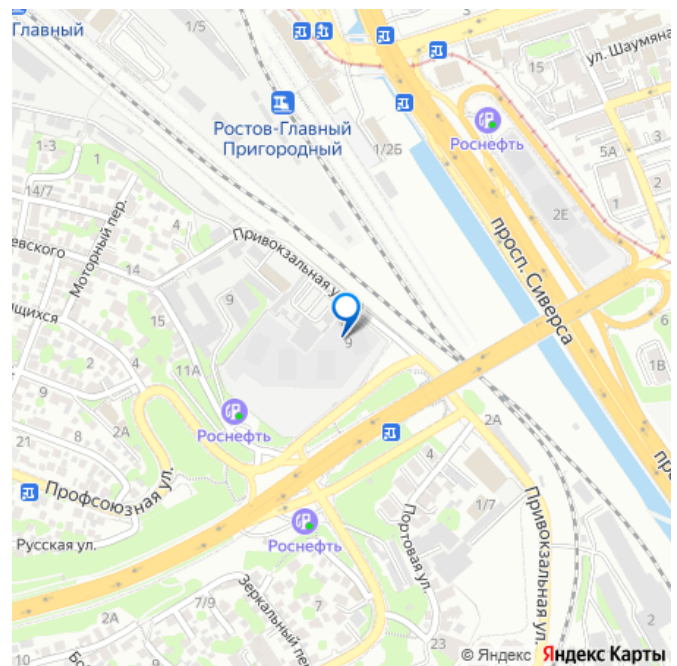 Главный
1/5
ул. Шаумяна
15
Ростов-Главный
Пригородный
Роснефть
1/2Б
5А
3
1-3
1
2
14/7
4
2Е
Моторный пер.
Привокзальная у
просп. Сиверса
евского
14
9
ящихся
15
9
6
11А
1В
9
Роснефть
8
2А
2А
21
4
Профсоюзная ул.
1/7
Портовая ул.
Привокзальная ул.
Русская ул.
Роснефть
Зеркальный пер
7/9
2А
2
7
23
© Яндекс Яндекс Карты